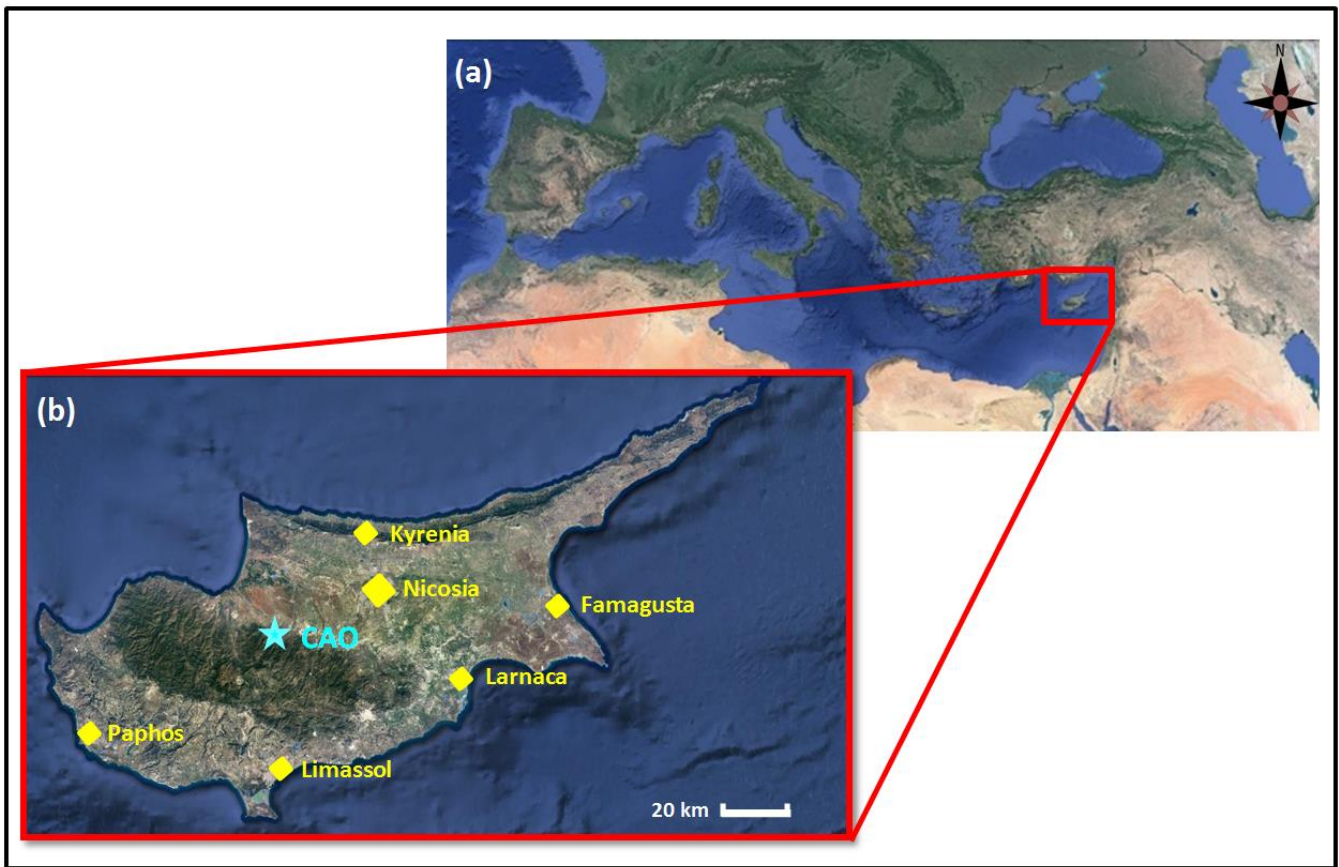 (a)
N
(b)
Kyrenia
Nicosia
Famagusta
CAO
Larnaca
Paphos
Limassol
20 km